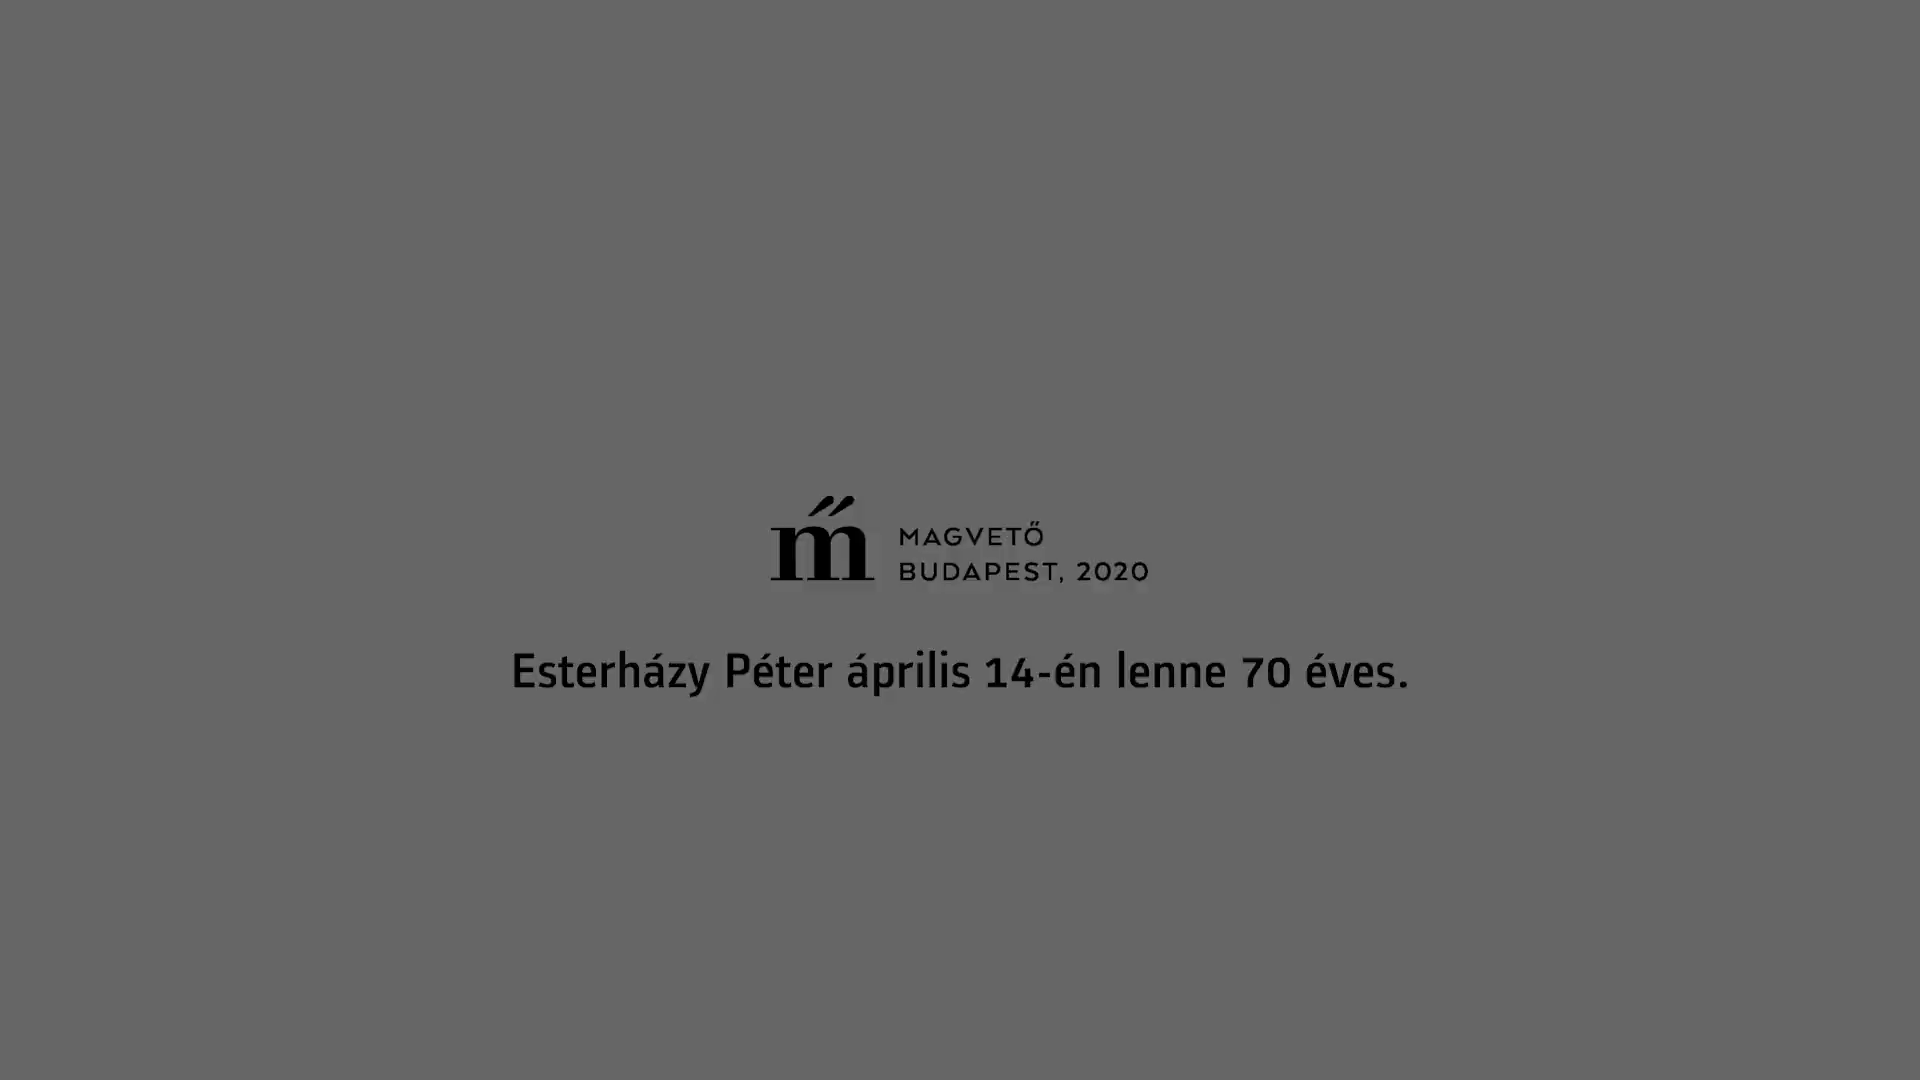 m̋ MAGVETŐ
BUDAPEST, 2020
Esterházy Péter április 14-én lenne 70 éves.